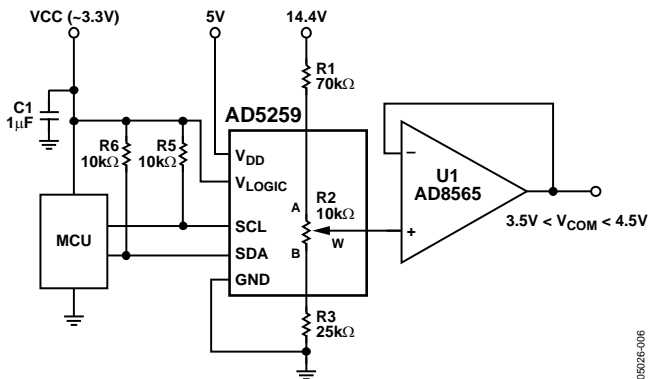 VCC (~3.3V)
5V
14.4V
R1
70kΩ
C1
1μF
AD5259
R6
10kΩ
R5
10kΩ
VDD
VLOGIC
A
R2
10kΩ
U1
AD8565
–
+
MCU
SCL
SDA
B
W
GND
3.5V < VCOM < 4.5V
R3
25kΩ
05026-006